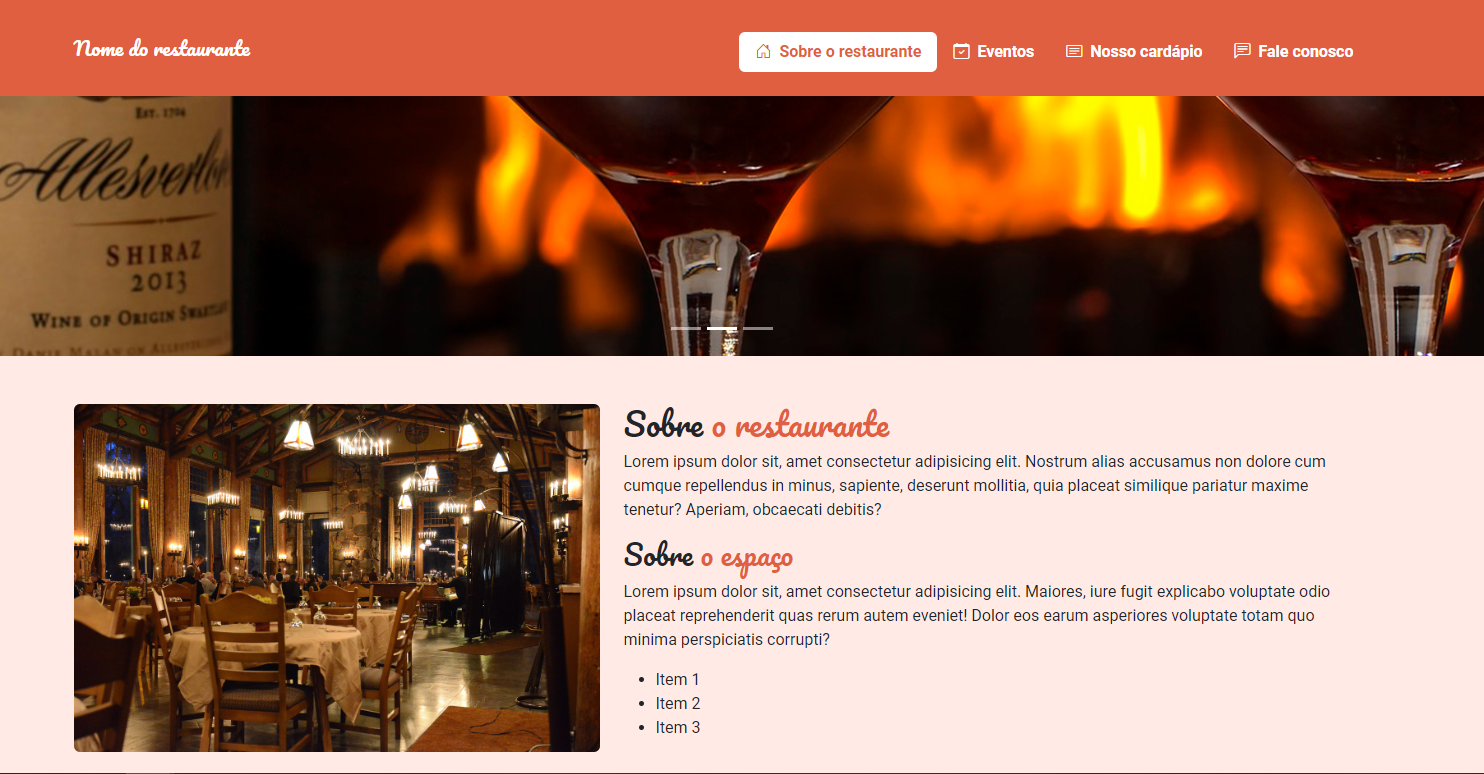 Nome do restaurante
Sobre o restaurante
Eventos
Nosso cardápio
Fale conosco
EST. 1704
Allesverlor
SHIRAZ
2013
WINE OF ORIGIN SWARTLAND
Sobre o restaurante
Lorem ipsum dolor sit, amet consectetur adipisicing elit. Nostrum alias accusamus non dolore cum
cumque repellendus in minus, sapiente, deserunt mollitia, quia placeat similique pariatur maxime
tenetur? Aperiam, obcaecati debitis?
Sobre o espaço
Lorem ipsum dolor sit, amet consectetur adipisicing elit. Maiores, iure fugit explicabo voluptate odio
placeat reprehenderit quas rerum autem eveniet! Dolor eos earum asperiores voluptate totam quo
minima perspiciatis corrupti?
Item 1
Item 2
Item 3